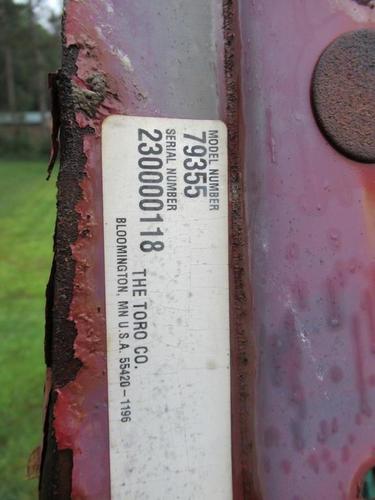 MODEL NUMBER
79355
SERIAL NUMBER
230000118
THE TORO CO.
BLOOMINGTON, MN U.S.A. 55420-1196